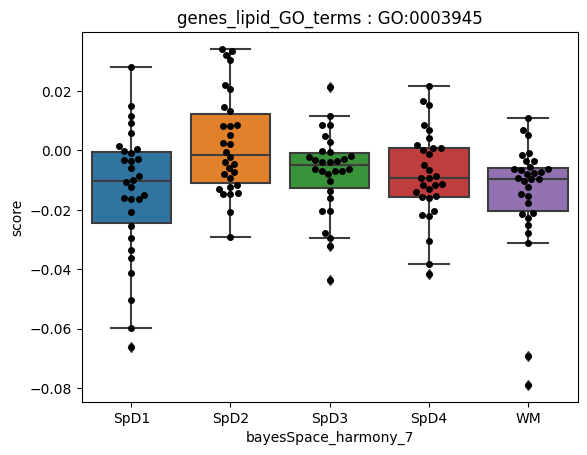 genes_lipid_GO_terms : GO:0003945
0.02
0.00
−0.02
−0.04
−0.06
−0.08
score
SpD1 SpD2 SpD3 SpD4 WM
bayesSpace_harmony_7